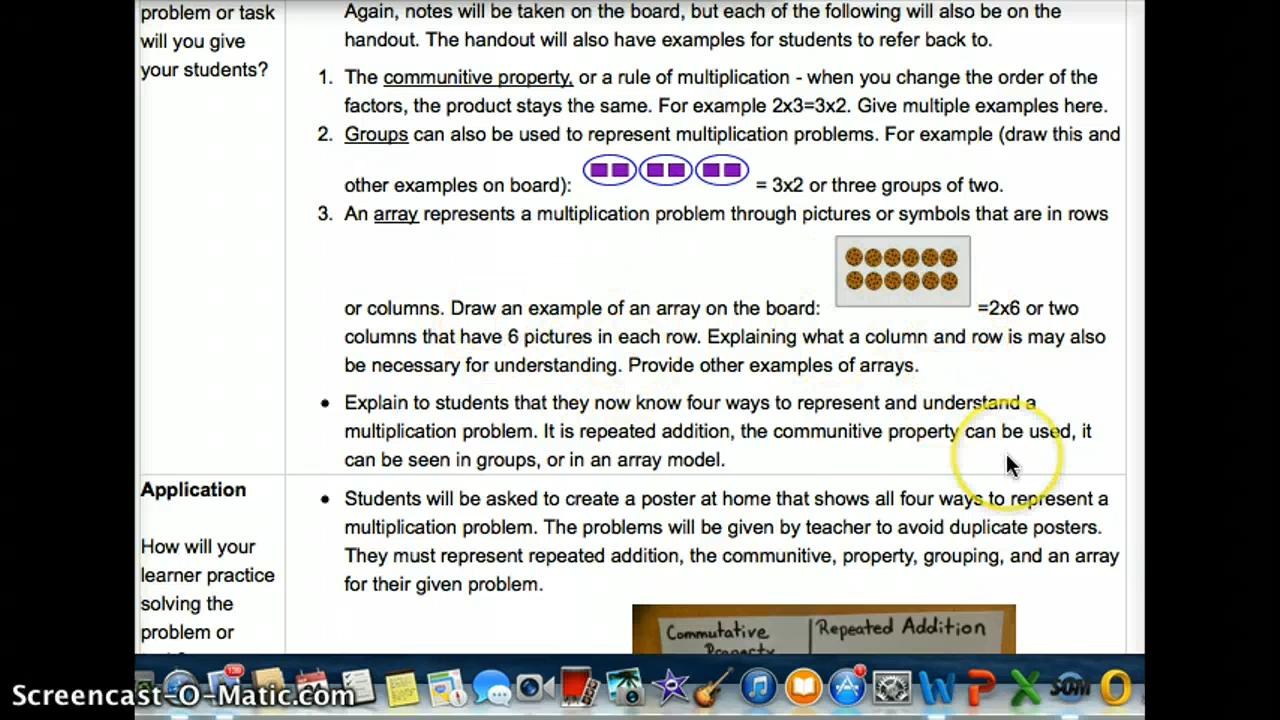 problem or task
will you give
your students?
Again, notes will be taken on the board, but each of the following will also be on the
handout. The handout will also have examples for students to refer back to.
1. The communitive property, or a rule of multiplication - when you change the order of the
factors, the product stays the same. For example 2x3=3x2. Give multiple examples here.
2. Groups can also be used to represent multiplication problems. For example (draw this and
other examples on board): = 3x2 or three groups of two.
3. An array represents a multiplication problem through pictures or symbols that are in rows
or columns. Draw an example of an array on the board: =2x6 or two
columns that have 6 pictures in each row. Explaining what a column and row is may also
be necessary for understanding. Provide other examples of arrays.
• Explain to students that they now know four ways to represent and understand a
multiplication problem. It is repeated addition, the communitive property can be used, it
can be seen in groups, or in an array model.
Application
How will your
learner practice
solving the
problem or
• Students will be asked to create a poster at home that shows all four ways to represent a
multiplication problem. The problems will be given by teacher to avoid duplicate posters.
They must represent repeated addition, the communitive, property, grouping, and an array
for their given problem.
Commutative
Property
Repeated Addition
Screencast-O-Matic.com